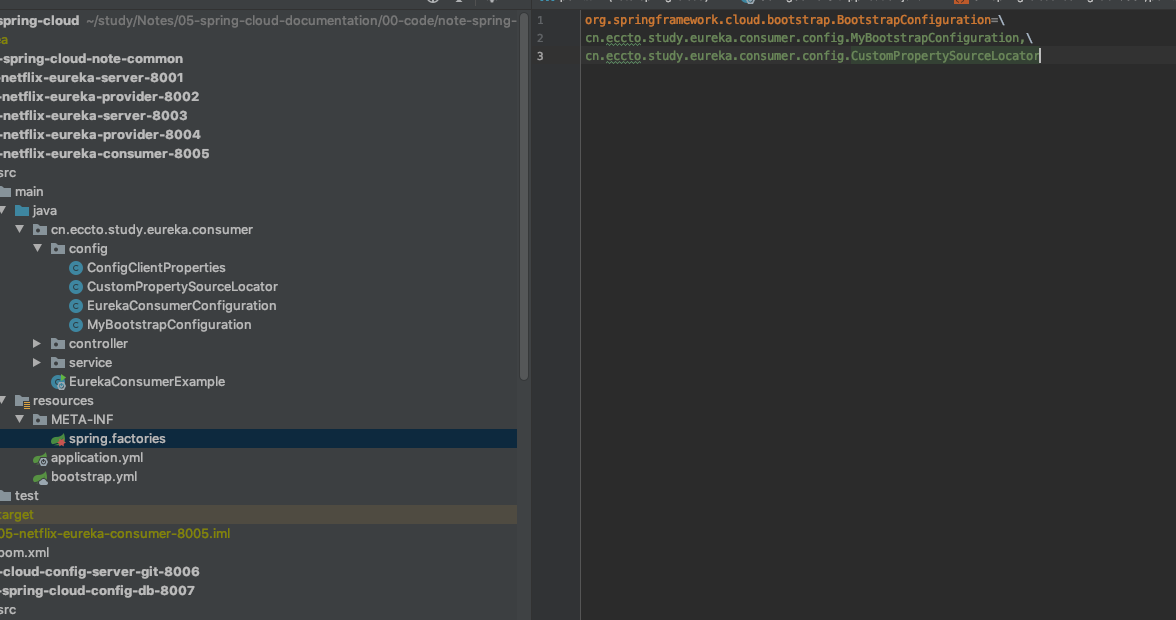 spring-cloud ~/study/Notes/05-spring-cloud-documentation/00-code/note-spring-
ea
-spring-cloud-note-common
-netflix-eureka-server-8001
-netflix-eureka-provider-8002
-netflix-eureka-server-8003
-netflix-eureka-provider-8004
-netflix-eureka-consumer-8005
src
main
java
cn.eccto.study.eureka.consumer
config
ConfigClientProperties
CustomPropertySourceLocator
EurekaConsumerConfiguration
MyBootstrapConfiguration
controller
service
EurekaConsumerExample
resources
META-INF
spring.factories
application.yml
bootstrap.yml
test
target
05-netflix-eureka-consumer-8005.iml
pom.xml
-cloud-config-server-git-8006
-spring-cloud-config-db-8007
src
1 org.springframework.cloud.bootstrap.BootstrapConfiguration=\
2 cn.eccto.study.eureka.consumer.config.MyBootstrapConfiguration,\
3 cn.eccto.study.eureka.consumer.config.CustomPropertySourceLocator